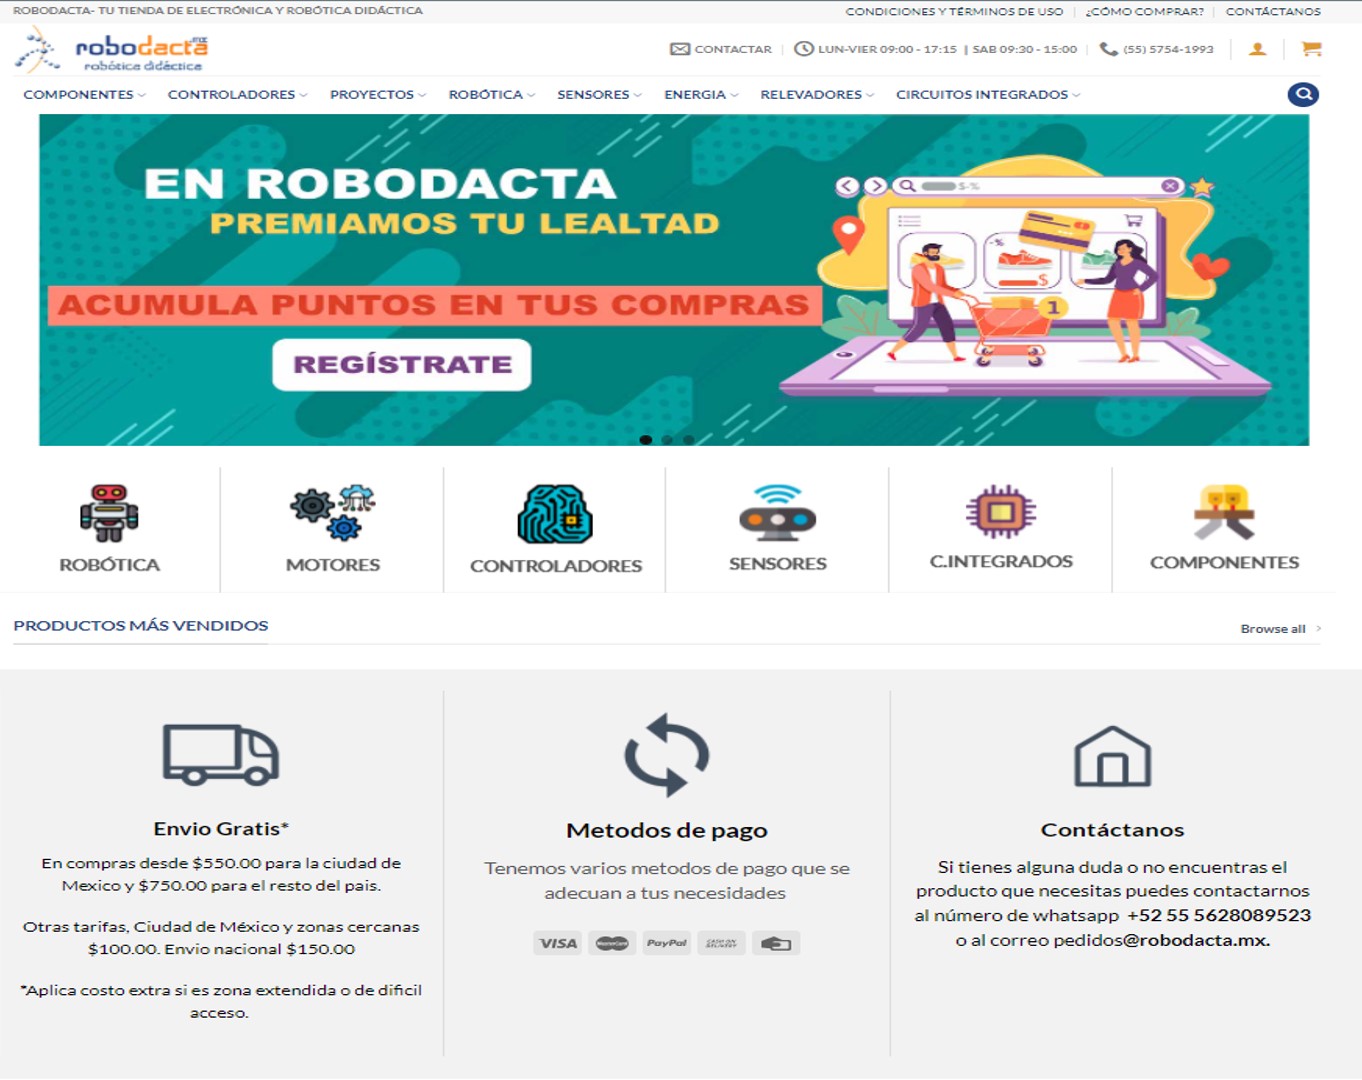 ROBODACTA- TU TIENDA DE ELECTRÓNICA Y ROBÓTICA DIDÁCTICA
CONDICIONES Y TÉRMINOS DE USO
¿CÓMO COMPRAR?
CONTÁCTANOS
robodacta.mx
robótica didáctica
CONTACTAR
LUN-VIER 09:00 - 17:15 | SAB 09:30 - 15:00
(55) 5754-1993
COMPONENTES
CONTROLADORES
PROYECTOS
ROBÓTICA
SENSORES
ENERGIA
RELEVADORES
CIRCUITOS INTEGRADOS
EN ROBODACTA
PREMIAMOS TU LEALTAD
ACUMULA PUNTOS EN TUS COMPRAS
REGÍSTRATE
$-%
-%
$
1
ROBÓTICA
MOTORES
CONTROLADORES
SENSORES
C.INTEGRADOS
COMPONENTES
PRODUCTOS MÁS VENDIDOS
Browse all
Envio Gratis*
En compras desde $550.00 para la ciudad de
Mexico y $750.00 para el resto del pais.
Otras tarifas, Ciudad de México y zonas cercanas
$100.00. Envio nacional $150.00
*Aplica costo extra si es zona extendida o de dificil
acceso.
Metodos de pago
Tenemos varios metodos de pago que se
adecuan a tus necesidades
VISA
MasterCard
PayPal
CASH ON
DELIVERY
Contáctanos
Si tienes alguna duda o no encuentras el
producto que necesitas puedes contactarnos
al número de whatsapp +52 55 5628089523
o al correo pedidos@robodacta.mx.